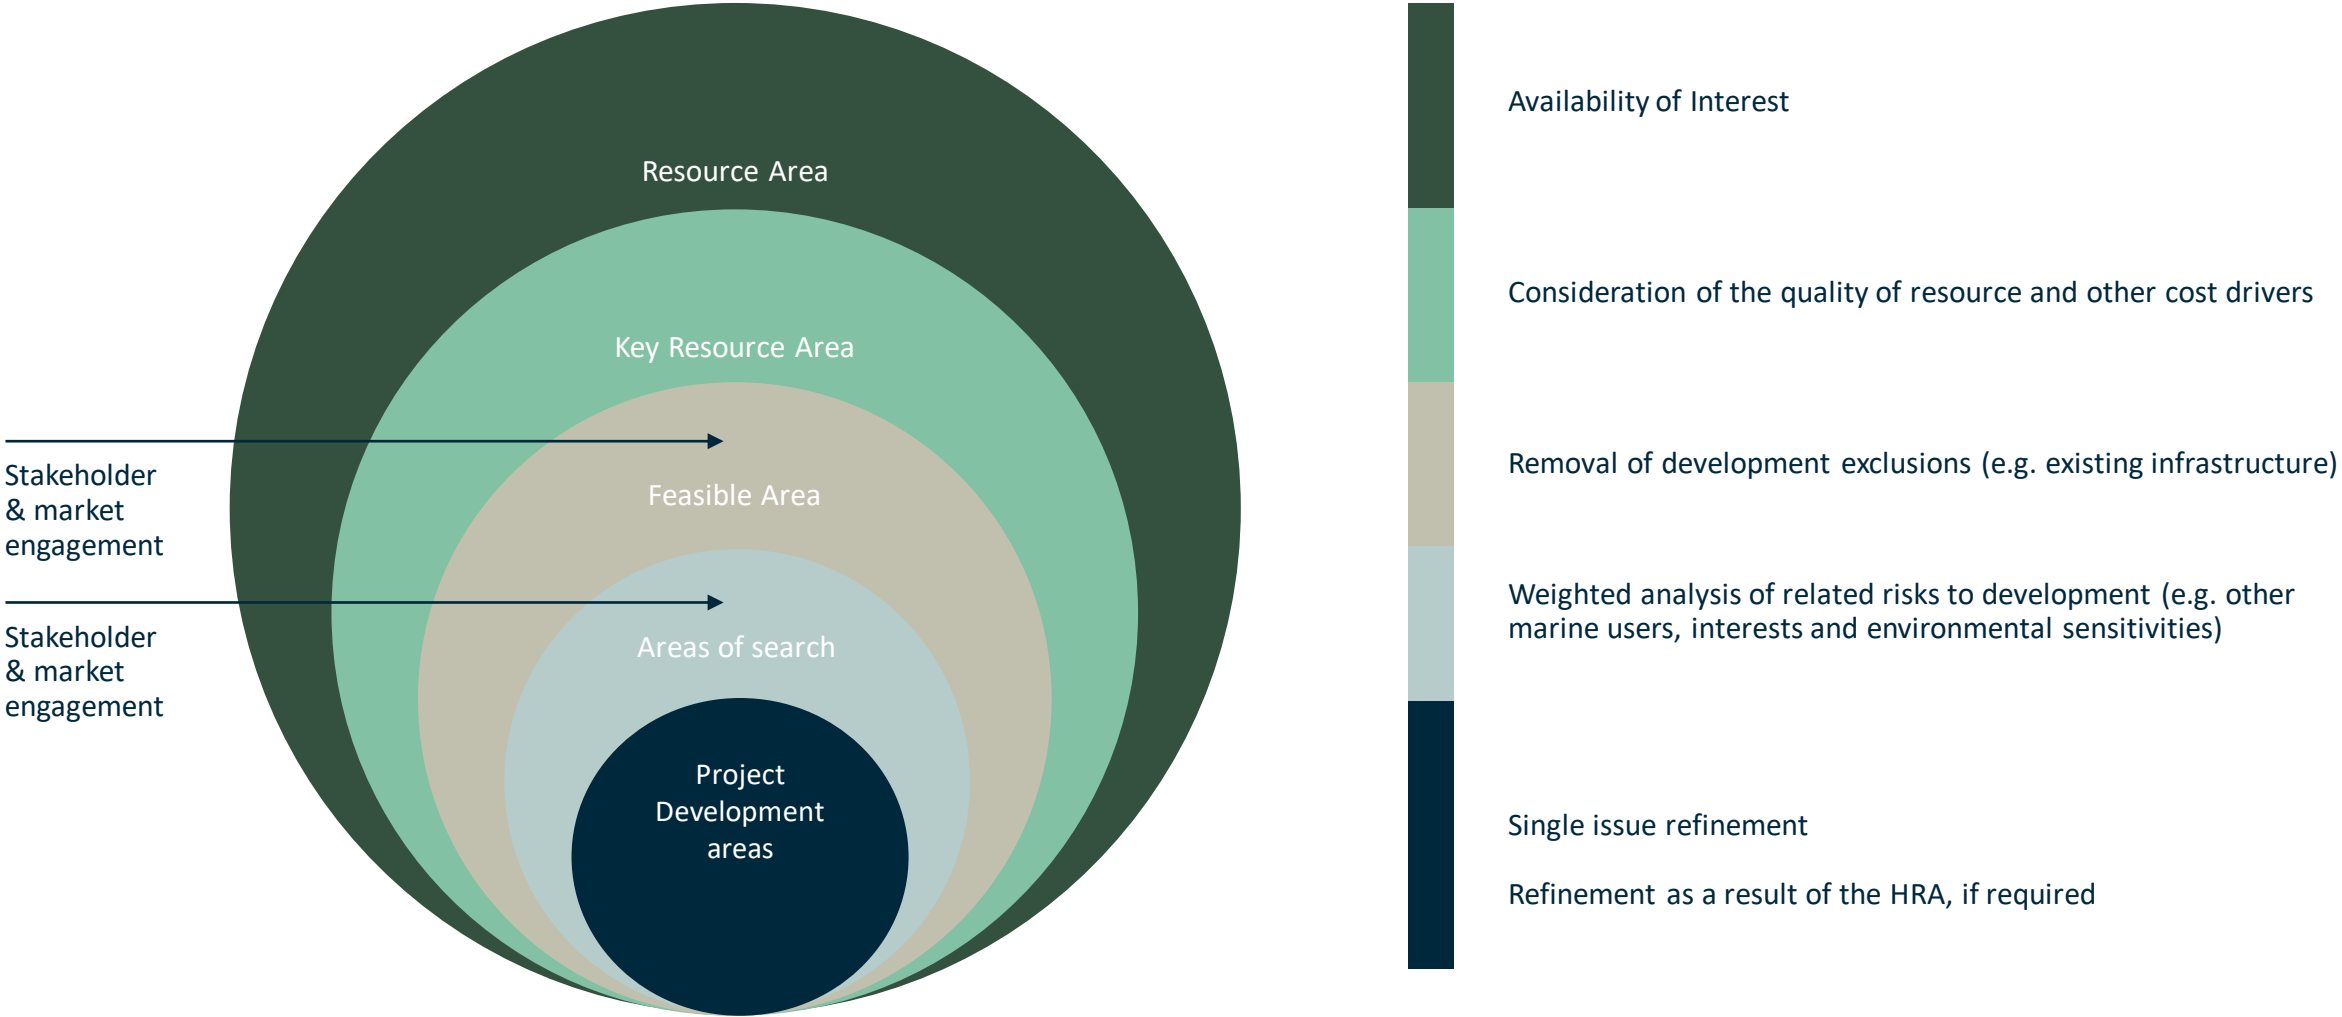 Resource Area
Key Resource Area
Feasible Area
Areas of search
Project
Development
areas
Stakeholder
& market
engagement
Stakeholder
& market
engagement
Availability of Interest
Consideration of the quality of resource and other cost drivers
Removal of development exclusions (e.g. existing infrastructure)
Weighted analysis of related risks to development (e.g. other
marine users, interests and environmental sensitivities)
Single issue refinement
Refinement as a result of the HRA, if required